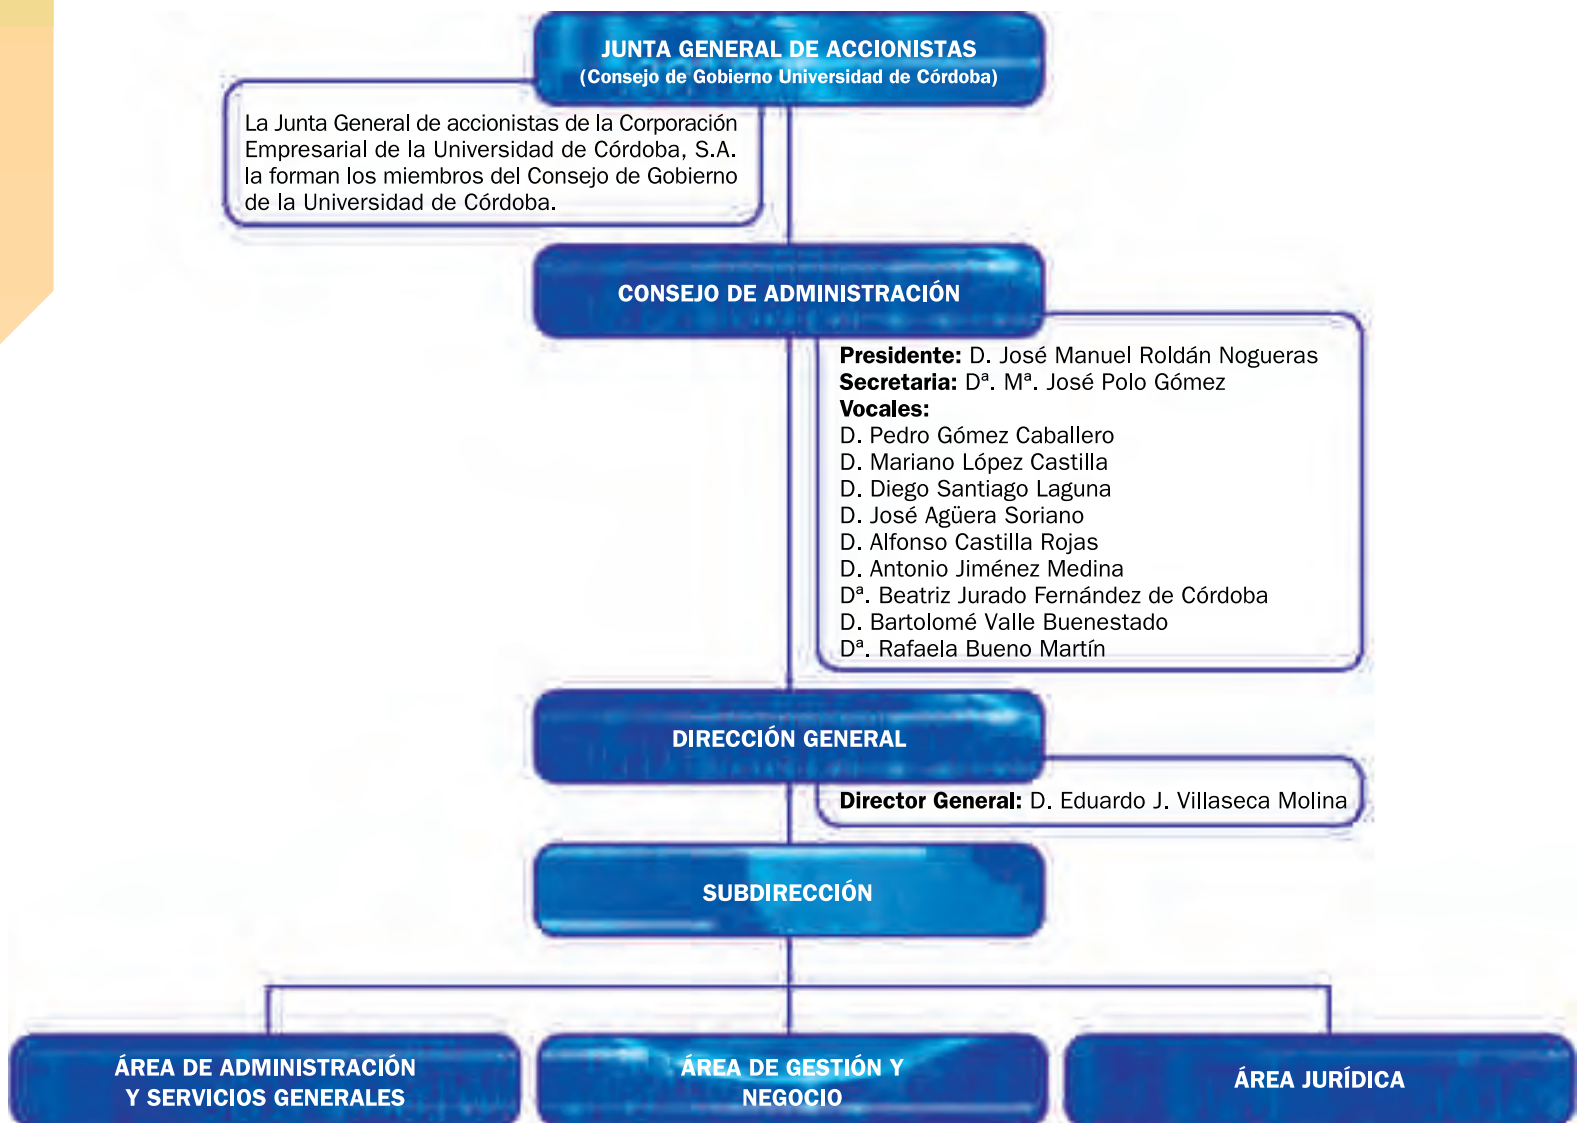 JUNTA GENERAL DE ACCIONISTAS
(Consejo de Gobierno Universidad de Córdoba)
La Junta General de accionistas de la Corporación
Empresarial de la Universidad de Córdoba, S.A.
la forman los miembros del Consejo de Gobierno
de la Universidad de Córdoba.
CONSEJO DE ADMINISTRACIÓN
Presidente: D. José Manuel Roldán Nogueras
Secretaria: Dª. Mª. José Polo Gómez
Vocales:
D. Pedro Gómez Caballero
D. Mariano López Castilla
D. Diego Santiago Laguna
D. José Agüera Soriano
D. Alfonso Castilla Rojas
D. Antonio Jiménez Medina
Dª. Beatriz Jurado Fernández de Córdoba
D. Bartolomé Valle Buenestado
Dª. Rafaela Bueno Martín
DIRECCIÓN GENERAL
Director General: D. Eduardo J. Villaseca Molina
SUBDIRECCIÓN
ÁREA DE ADMINISTRACIÓN
Y SERVICIOS GENERALES
ÁREA DE GESTIÓN Y
NEGOCIO
ÁREA JURÍDICA